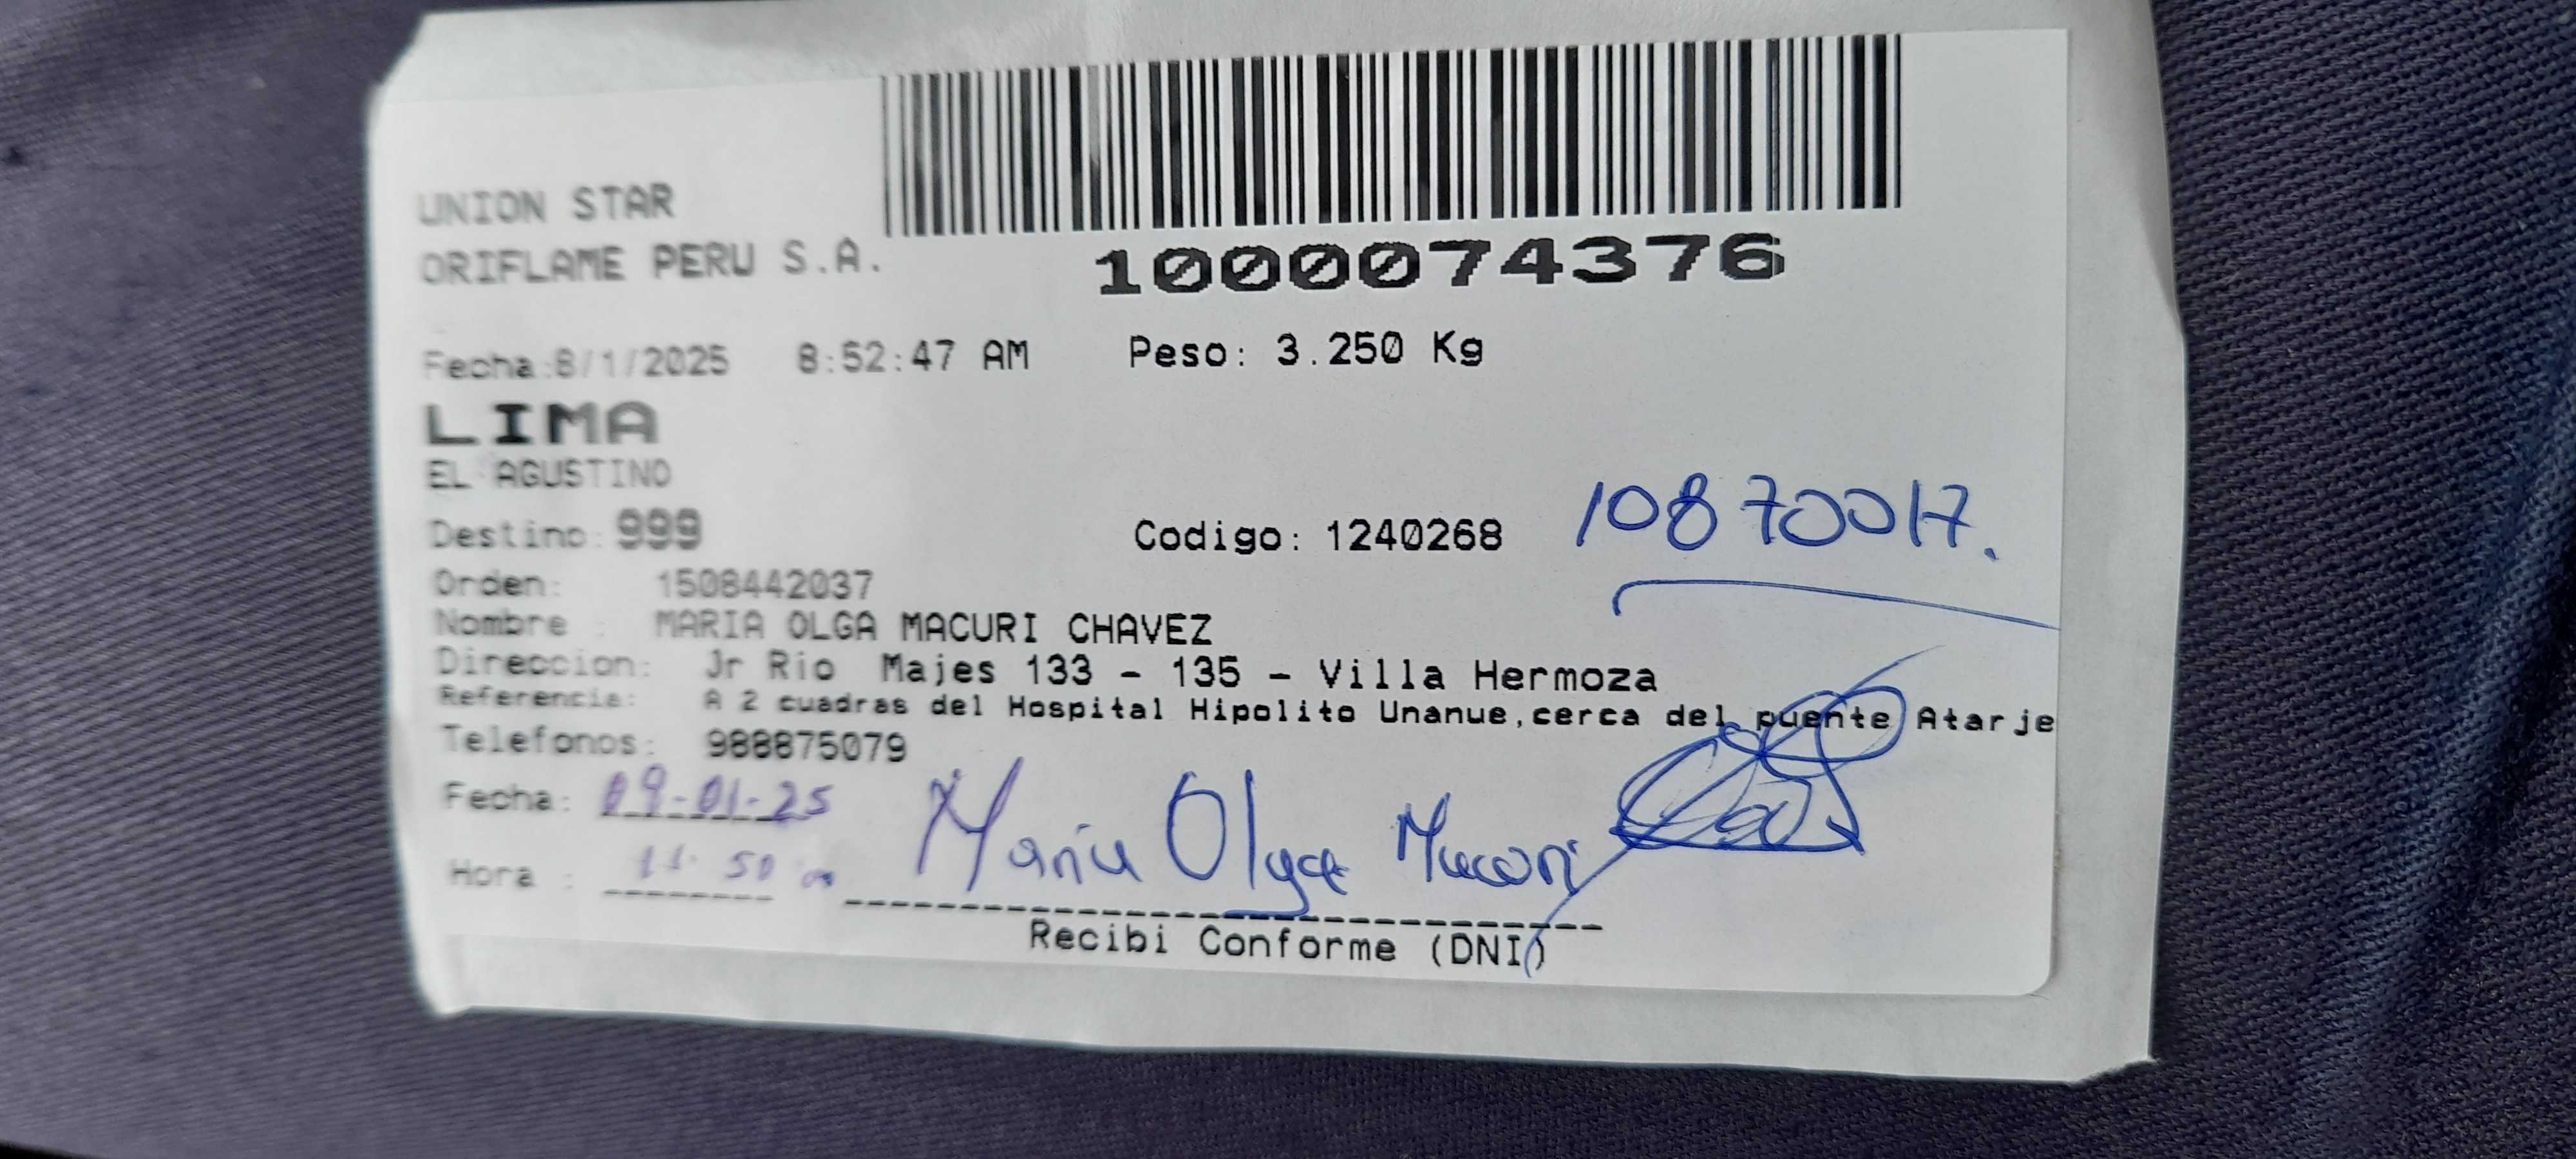 UNION STAR
ORIFLAME PERU S.A.
1000074376
Fecha:8/1/2025 8:52:47 AM Peso: 3.250 Kg
LIMA
EL AGUSTINO
Destino: 999 Codigo: 1240268 10870017.
Orden: 1508442037
Nombre : MARIA OLGA MACURI CHAVEZ
Direccion: Jr Rio Majes 133 - 135 - Villa Hermoza
Referencia: A 2 cuadras del Hospital Hipolito Unanue,cerca del puente Atarje
Telefonos: 988875079
Fecha: 09-01-25 Maria Olga Macuri
Hora : 11.50
Recibi Conforme (DNI)